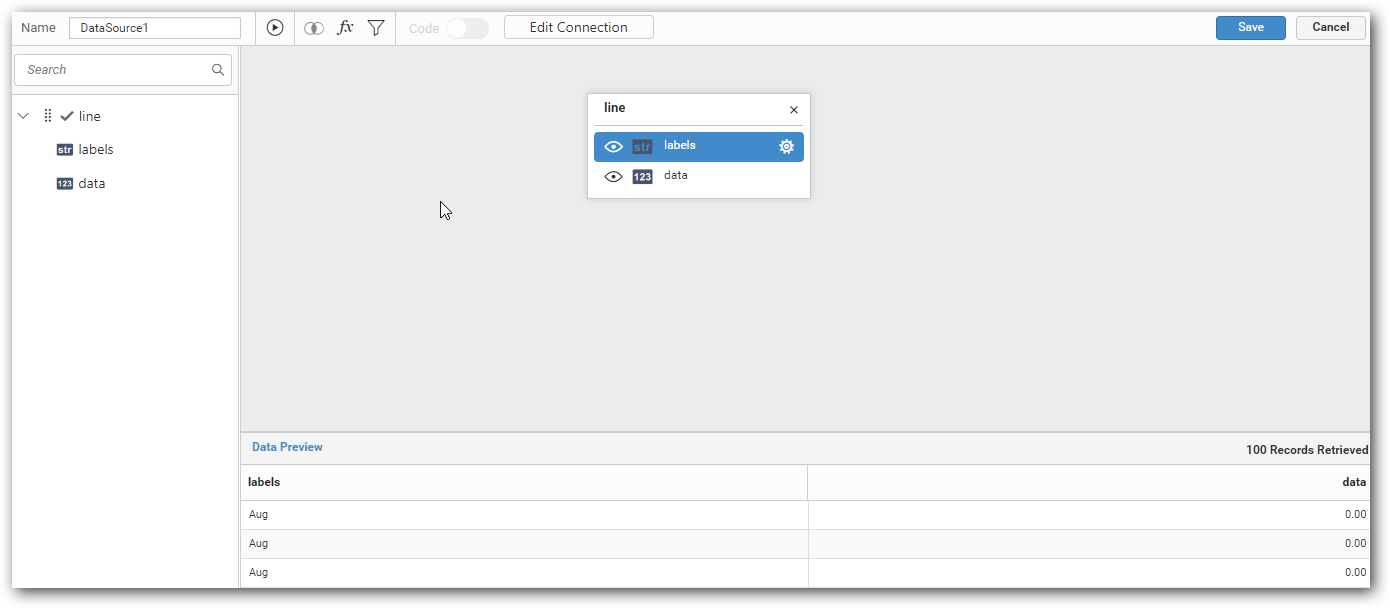 Name DataSource1 fx Code Edit Connection Save Cancel
Search
line
str labels
123 data
line
str labels
123 data
Data Preview 100 Records Retrieved
labels data
Aug 0.00
Aug 0.00
Aug 0.00